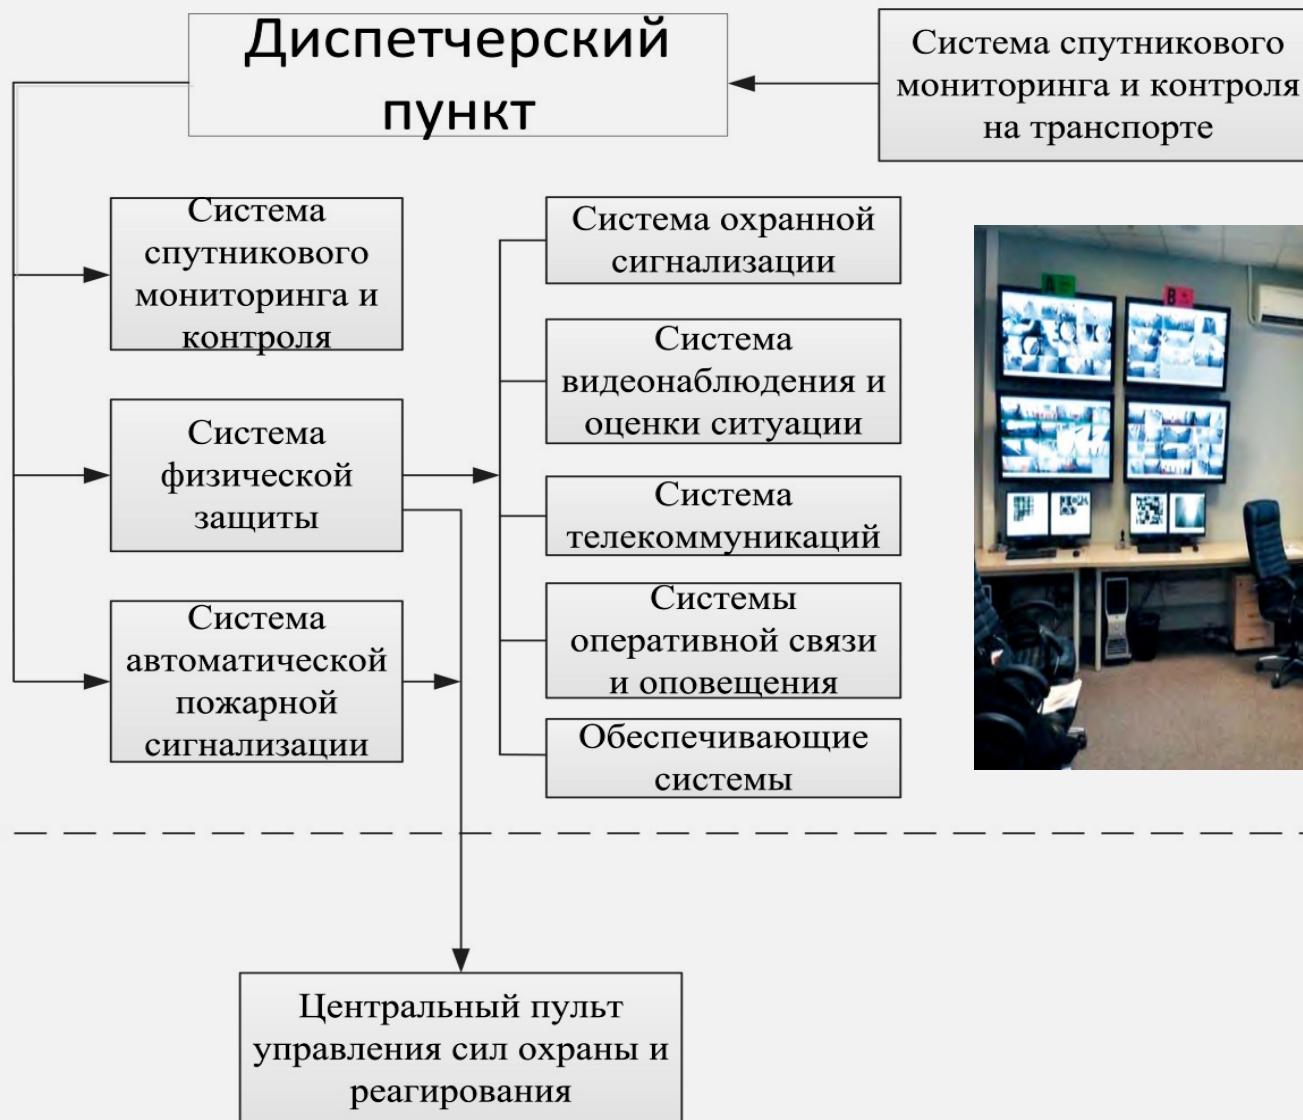 Диспетчерский
пункт
Система спутникового
мониторинга и контроля
на транспорте
Система
спутникового
мониторинга и
контроля
Система
физической
защиты
Система
автоматической
пожарной
сигнализации
Система охранной
сигнализации
Система
видеонаблюдения и
оценки ситуации
Система
телекоммуникаций
Системы
оперативной связи
и оповещения
Обеспечивающие
системы
A
B
Центральный пульт
управления сил охраны и
реагирования